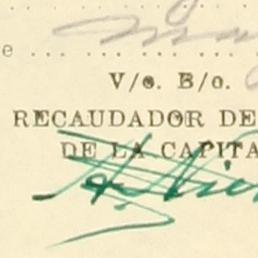 e
V/o. B/o.
RECAUDADOR DE
DE LA CAPITA